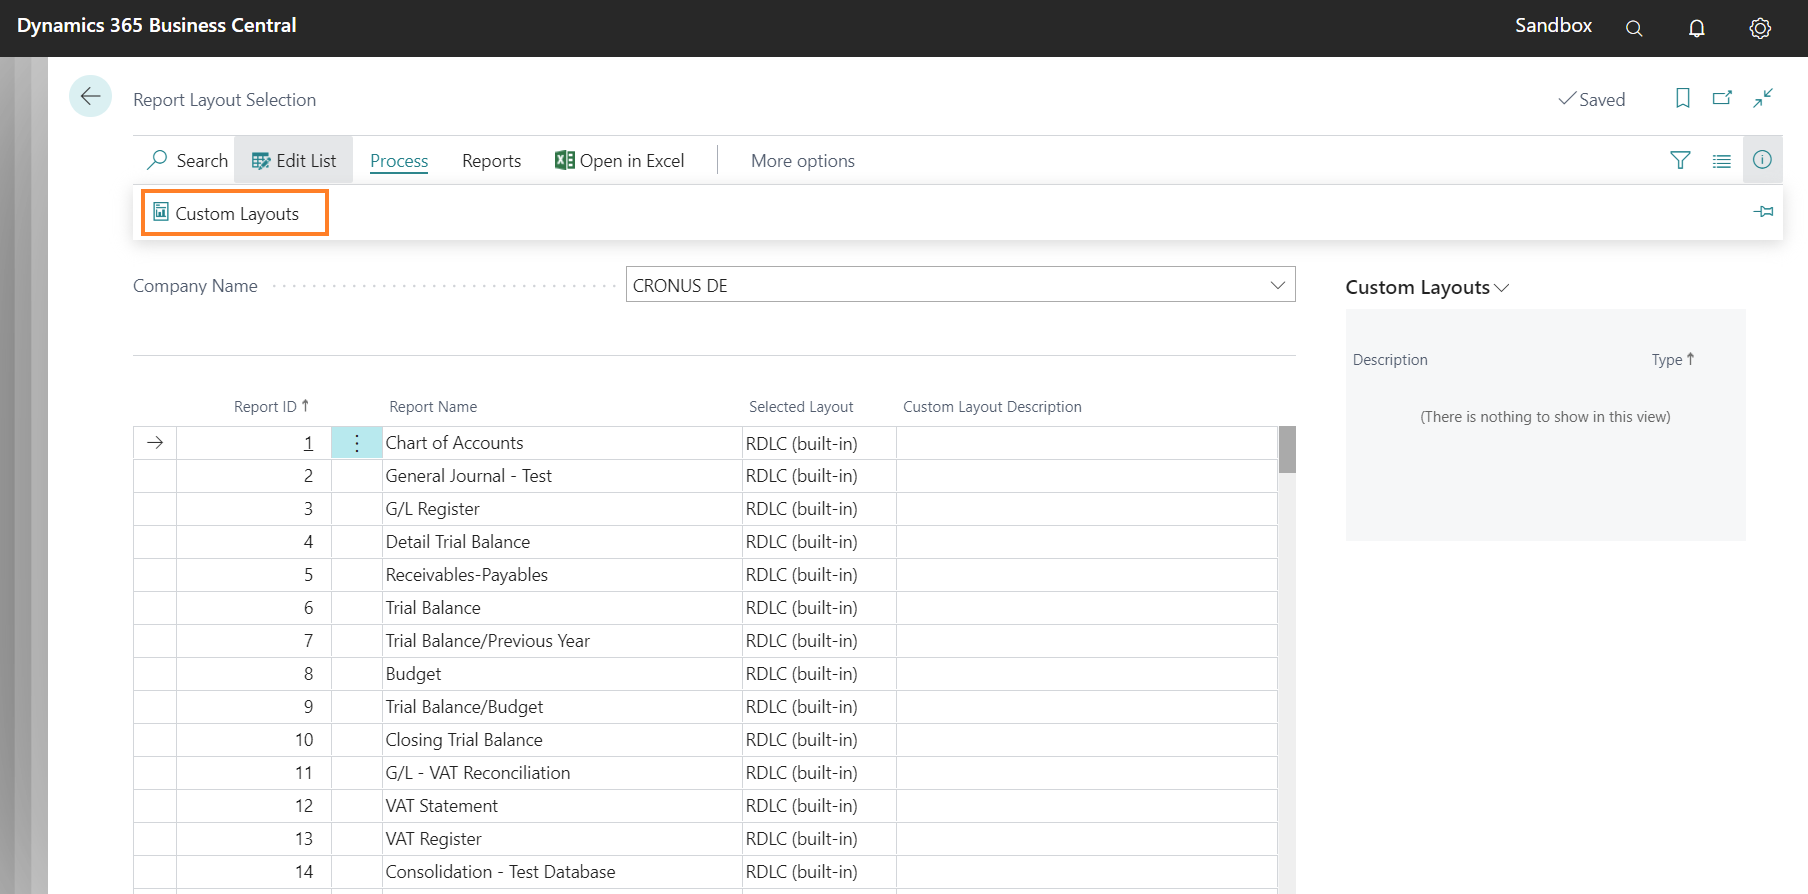 Dynamics 365 Business Central Sandbox
Report Layout Selection Saved
Search Edit List Process Reports Open in Excel More options
Custom Layouts
Company Name CRONUS DE
Custom Layouts
Description Type ↑
(There is nothing to show in this view)
Report ID ↑ Report Name Selected Layout Custom Layout Description
1 Chart of Accounts RDLC (built-in)
2 General Journal - Test RDLC (built-in)
3 G/L Register RDLC (built-in)
4 Detail Trial Balance RDLC (built-in)
5 Receivables-Payables RDLC (built-in)
6 Trial Balance RDLC (built-in)
7 Trial Balance/Previous Year RDLC (built-in)
8 Budget RDLC (built-in)
9 Trial Balance/Budget RDLC (built-in)
10 Closing Trial Balance RDLC (built-in)
11 G/L - VAT Reconciliation RDLC (built-in)
12 VAT Statement RDLC (built-in)
13 VAT Register RDLC (built-in)
14 Consolidation - Test Database RDLC (built-in)